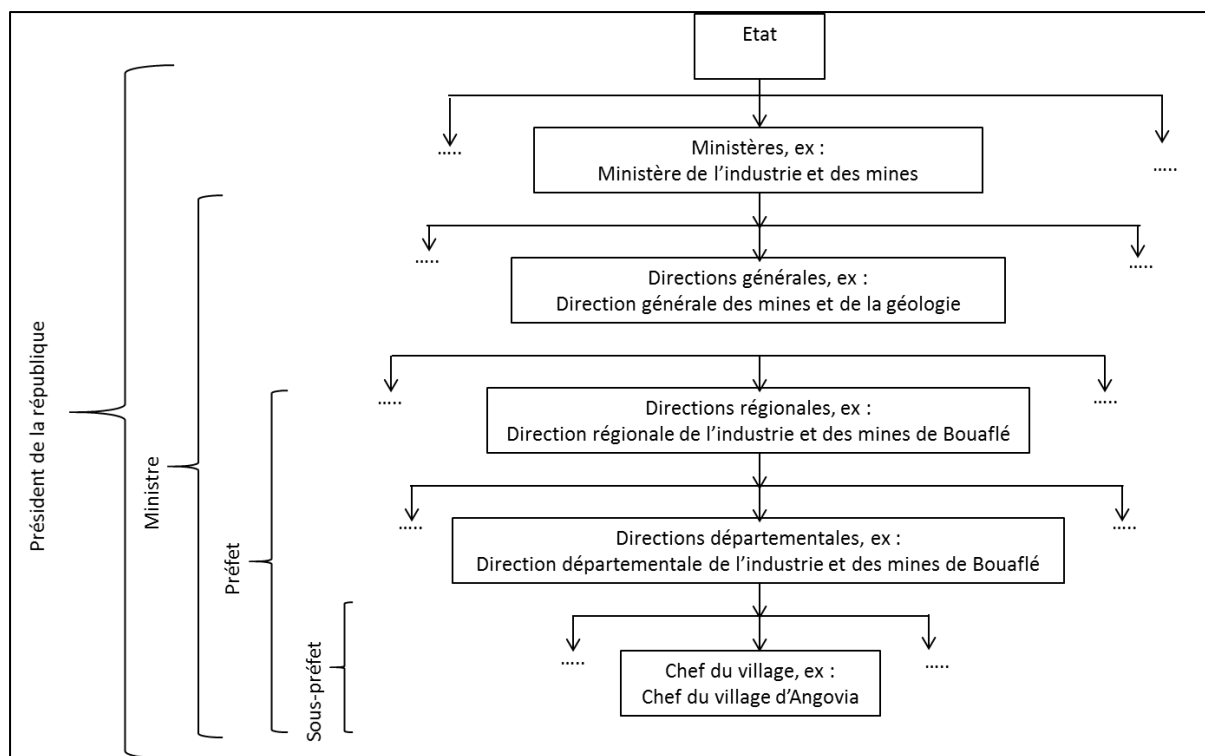 Etat
.....
.....
Ministères, ex :
Ministère de l’industrie et des mines
.....
.....
Directions générales, ex :
Direction générale des mines et de la géologie
.....
.....
Directions régionales, ex :
Direction régionale de l’industrie et des mines de Bouaflé
.....
.....
Directions départementales, ex :
Direction départementale de l’industrie et des mines de Bouaflé
.....
.....
Chef du village, ex :
Chef du village d’Angovia
Président de la république
Ministre
Préfet
Sous-préfet